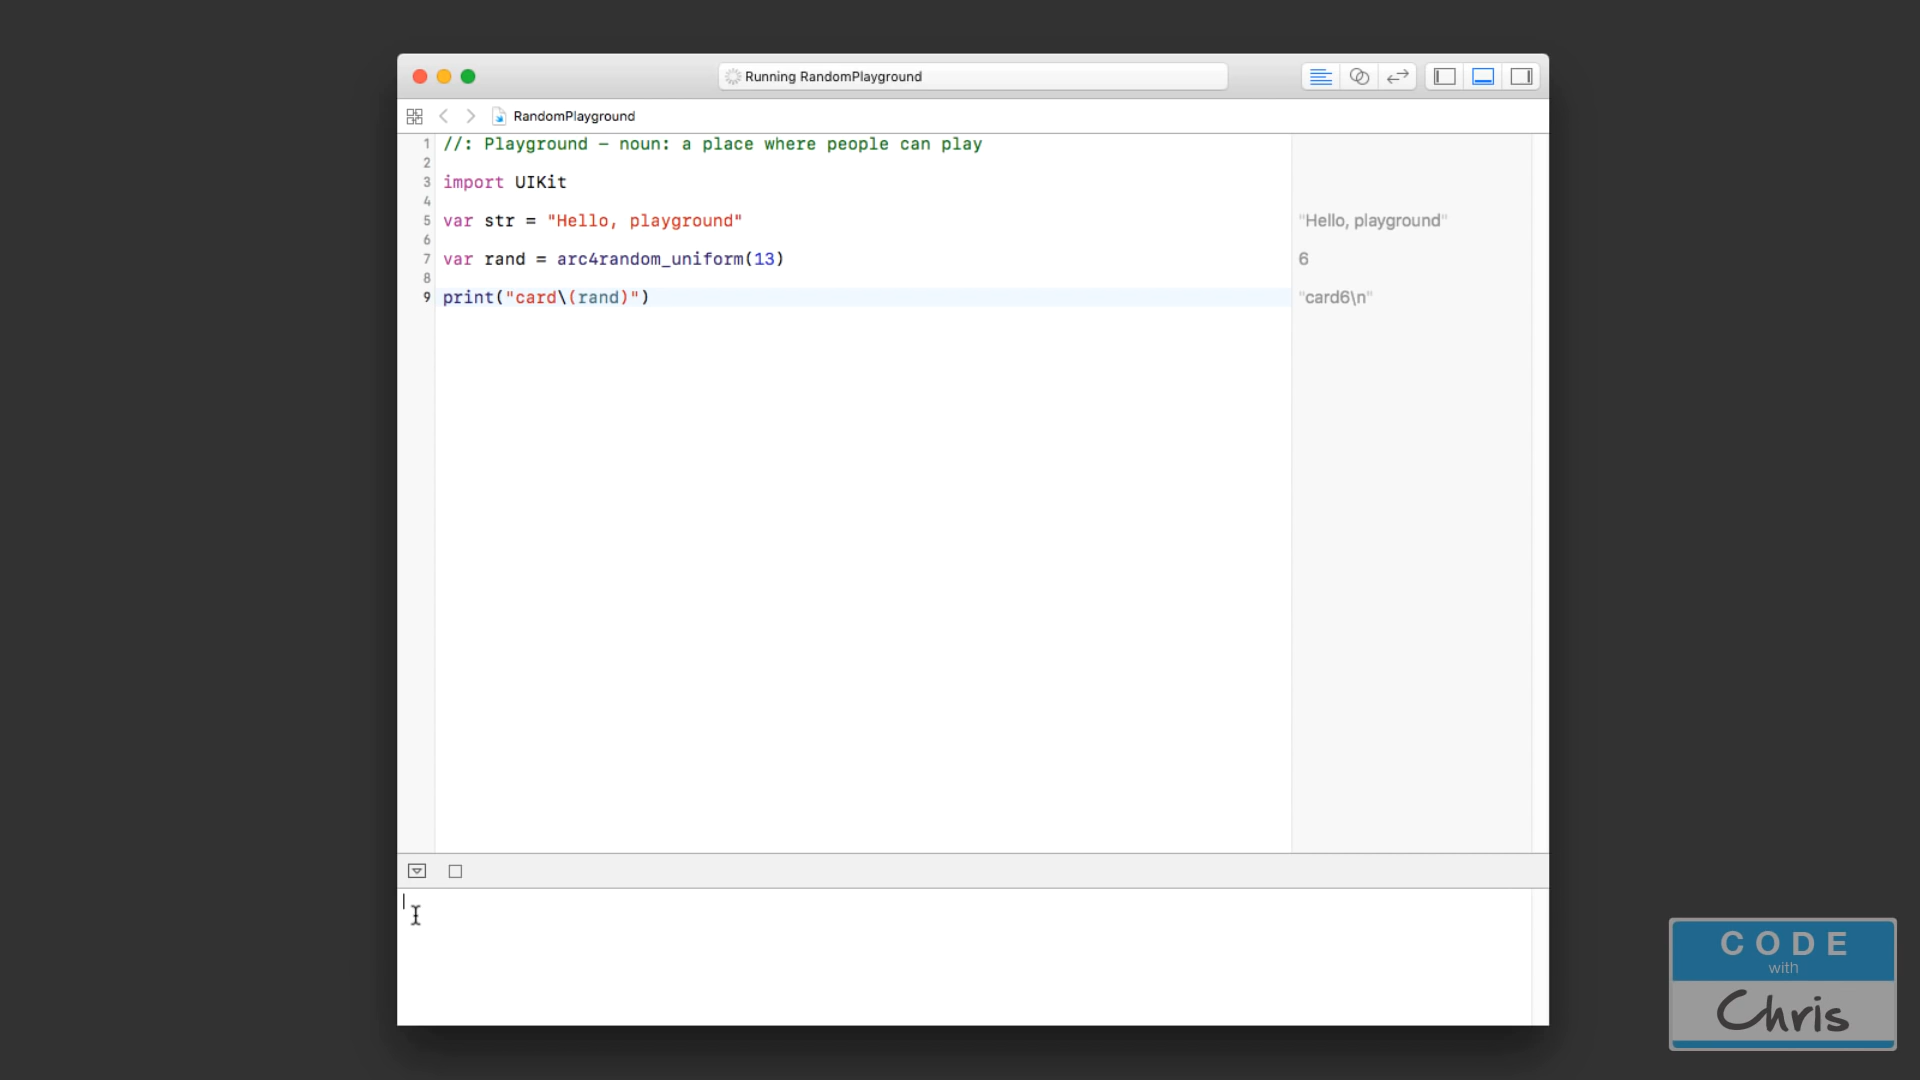 Running RandomPlayground
RandomPlayground
1 //: Playground – noun: a place where people can play
2
3 import UIKit
4
5 var str = "Hello, playground" "Hello, playground"
6
7 var rand = arc4random_uniform(13) 6
8
9 print("card\(rand)") "card6\n"
CODE
with
Chris